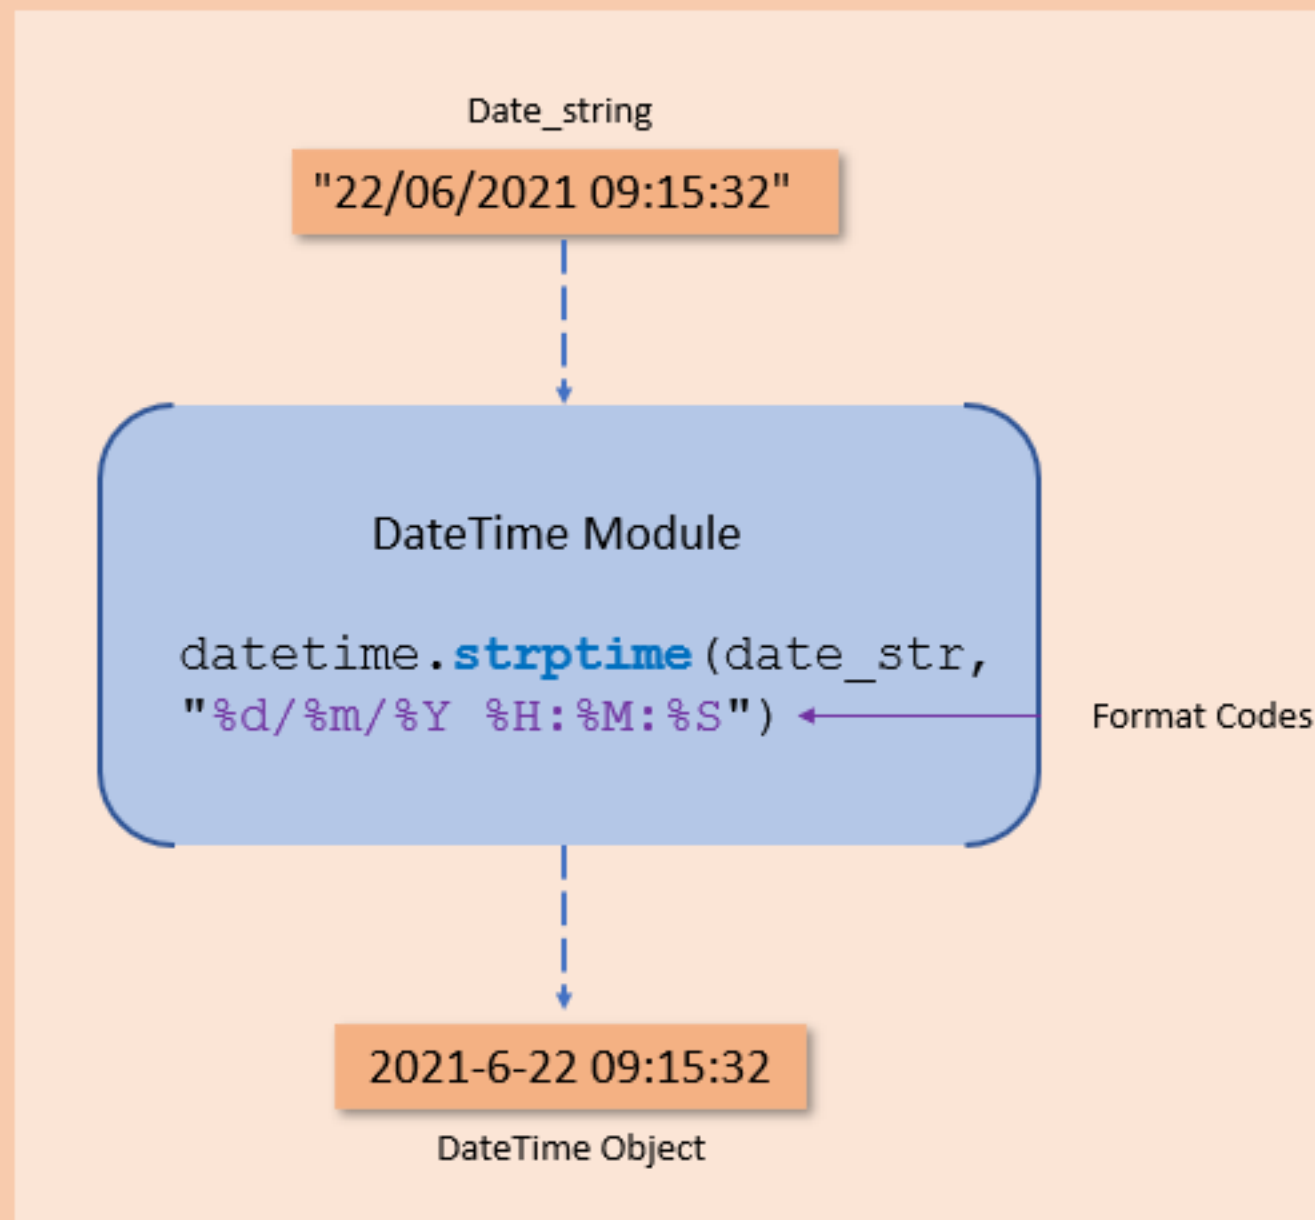 Date_string
"22/06/2021 09:15:32"
DateTime Module
datetime.strptime(date_str,
"%d/%m/%Y %H:%M:%S")
Format Codes
2021-6-22 09:15:32
DateTime Object